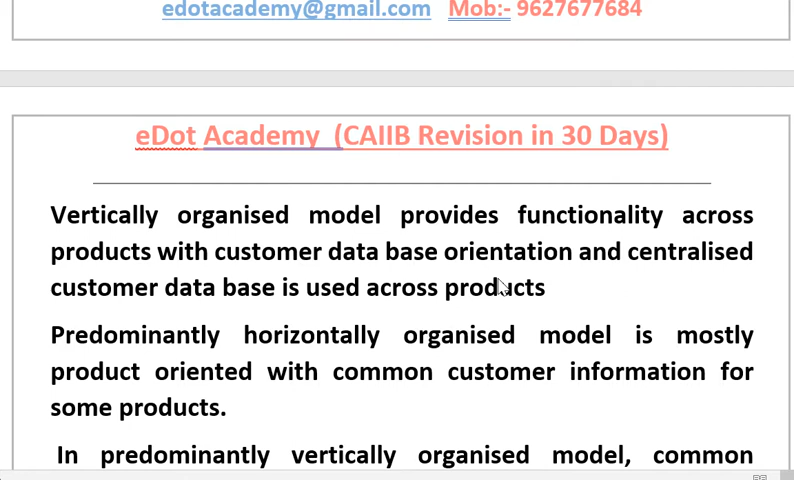 edotacademy@gmail.com Mob:- 9627677684
eDot Academy (CAIIB Revision in 30 Days)
Vertically organised model provides functionality across
products with customer data base orientation and centralised
customer data base is used across products
Predominantly horizontally organised model is mostly
product oriented with common customer information for
some products.
In predominantly vertically organised model, common